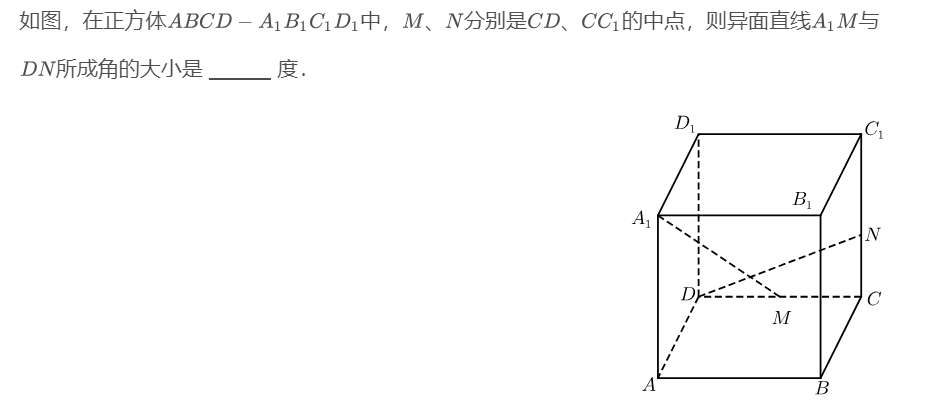 如图，在正方体ABCD − A₁B₁C₁D₁中，M、N分别是CD、CC₁的中点，则异面直线A₁M与
DN所成角的大小是 ______ 度．
D₁
C₁
B₁
A₁
N
D
C
M
A
B